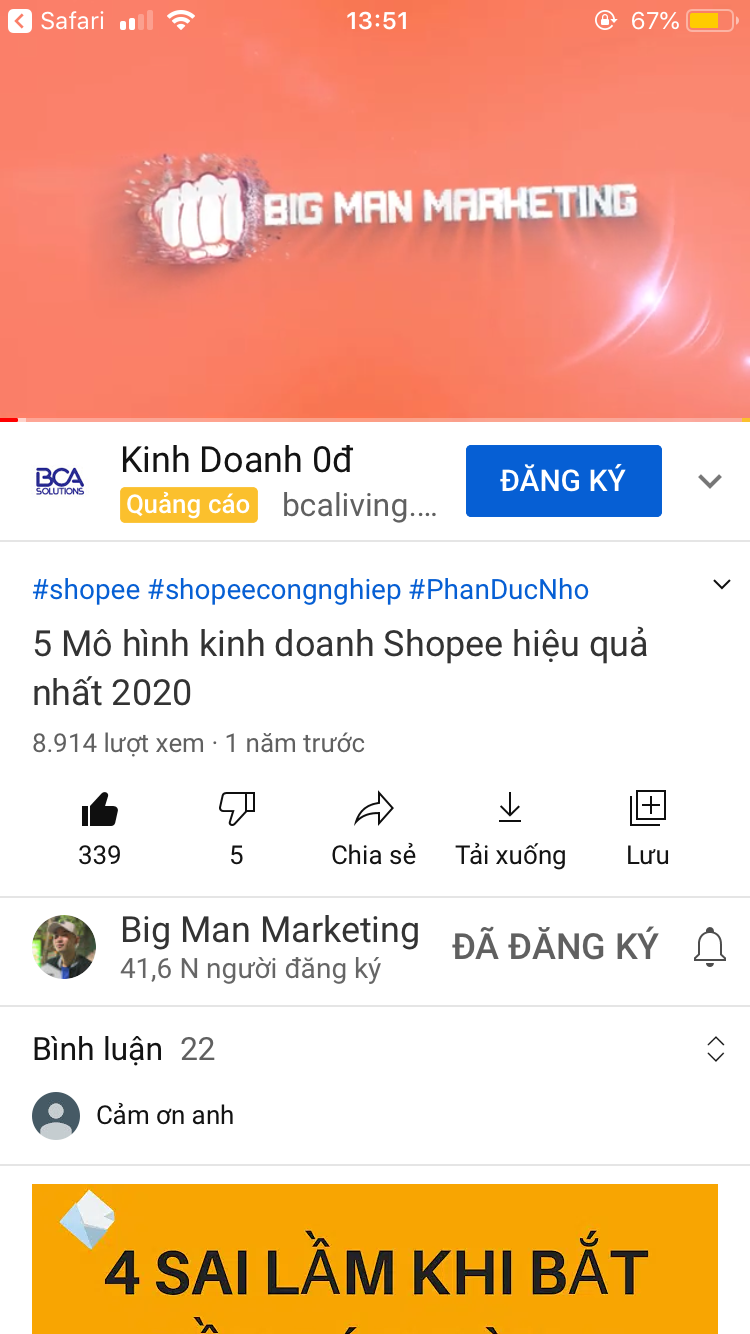 Safari
13:51
67%
BIG MAN MARKETING
BCA
SOLUTIONS
Kinh Doanh 0đ
Quảng cáo
bcaliving....
ĐĂNG KÝ
#shopee #shopeecongnghiep #PhanDucNho
5 Mô hình kinh doanh Shopee hiệu quả
nhất 2020
8.914 lượt xem · 1 năm trước
339
5
Chia sẻ
Tải xuống
Lưu
Big Man Marketing
41,6 N người đăng ký
ĐÃ ĐĂNG KÝ
Bình luận 22
Cảm ơn anh
4 SAI LẦM KHI BẮT